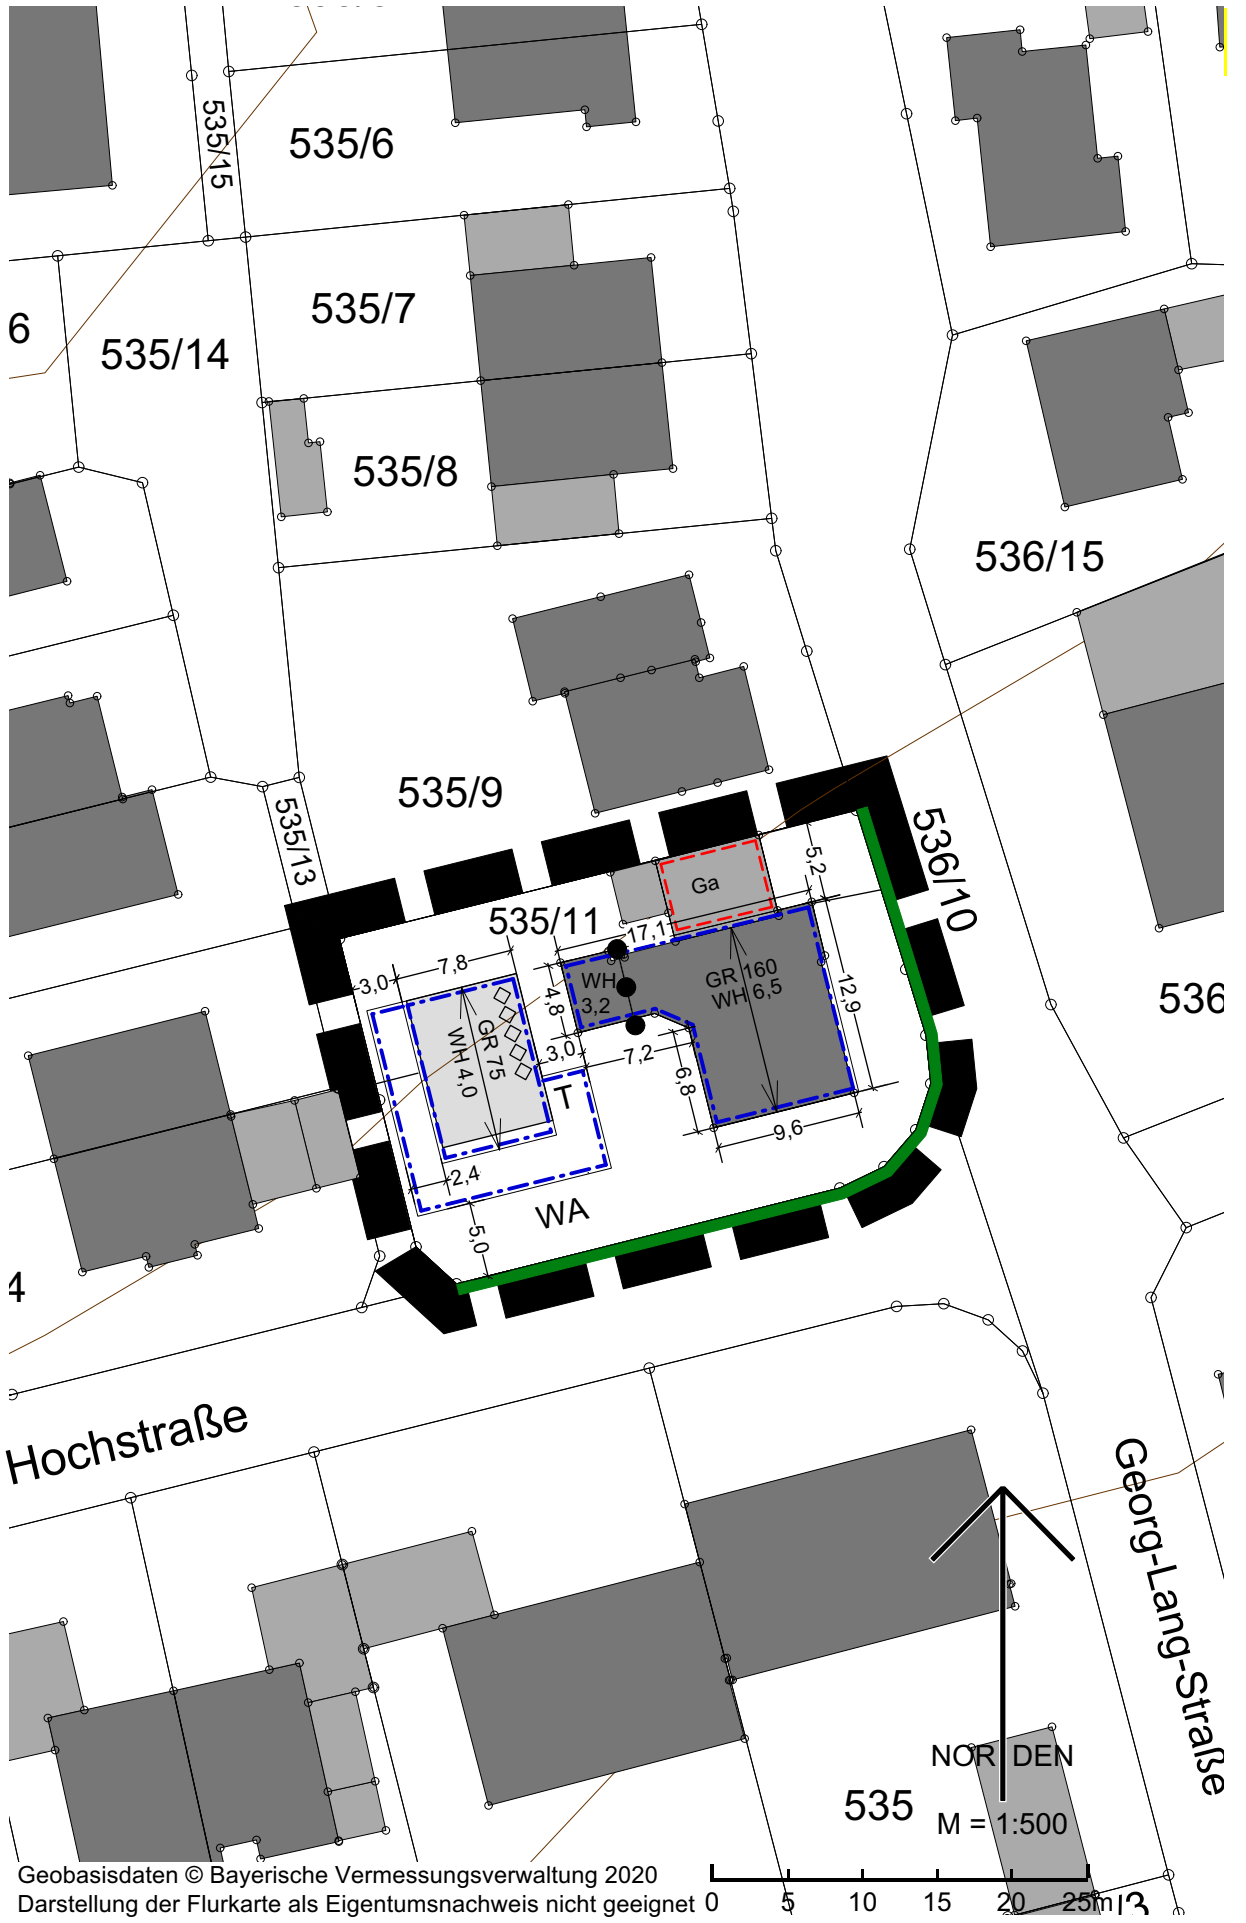 535/15
535/6
535/7
6
535/14
535/8
536/15
535/9
535/13
536/10
5,2
Ga
535/11
17,1
7,8
3,0
4,8
WH
3,2
GR 160
WH 6,5
12,9
536
GR 75
WH 4,0
3,0
7,2
6,8
T
9,6
2,4
WA
5,0
4
Hochstraße
Georg-Lang-Straße
NORDEN
535
M = 1:500
Geobasisdaten © Bayerische Vermessungsverwaltung 2020
Darstellung der Flurkarte als Eigentumsnachweis nicht geeignet
0 5 10 15 20 25m
/3